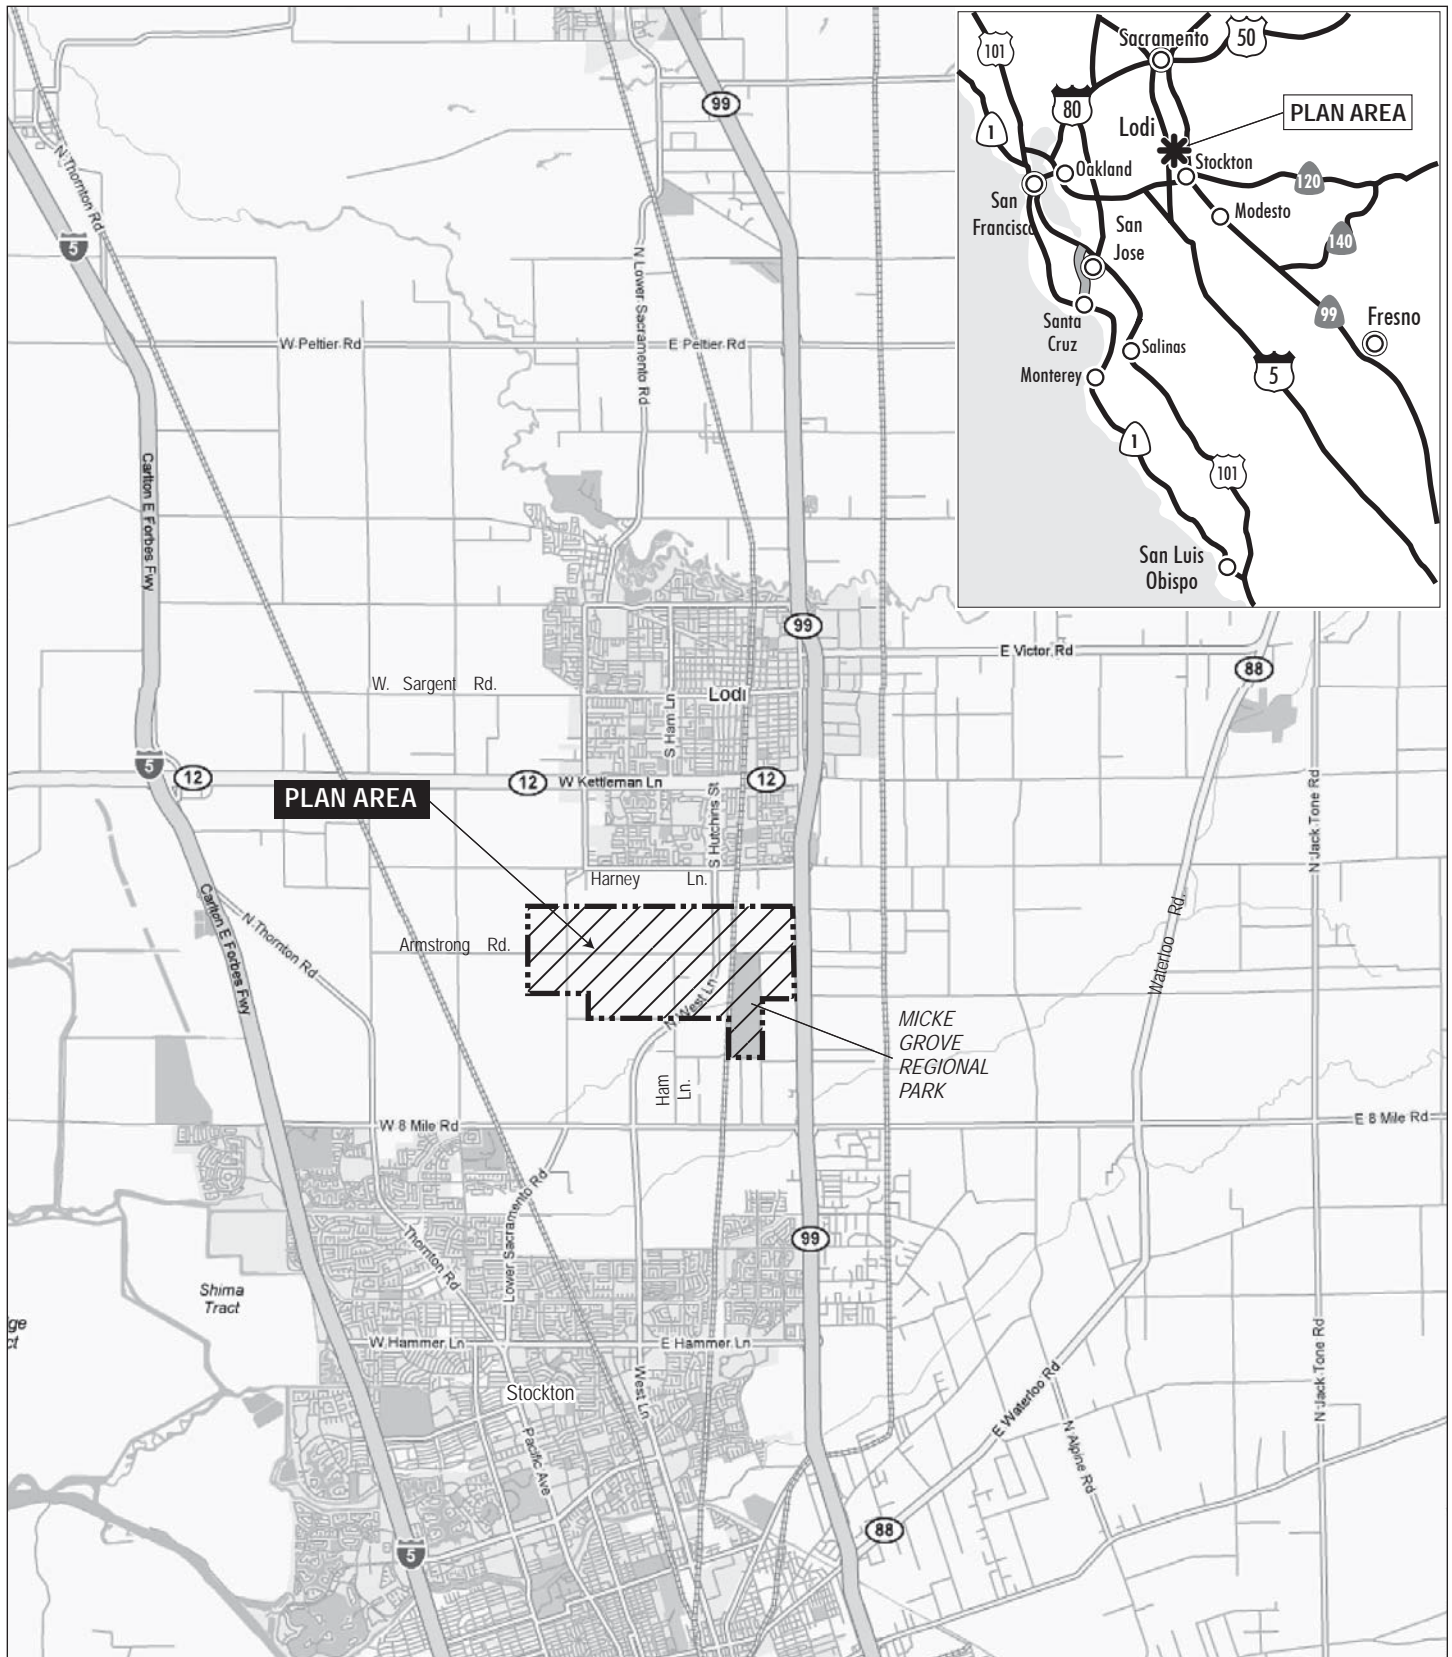 99
N Thornton Rd
5
N Lower Sacramento Rd
W Peltier Rd
E Peltier Rd
Carlton E Forbes Fwy
101
Sacramento
50
80
PLAN AREA
1
Lodi
Oakland
Stockton
120
San
Francisco
Modesto
San
Jose
140
99
Santa
Cruz
Fresno
Salinas
5
Monterey
1
101
San Luis
Obispo
99
E Victor Rd
88
W. Sargent Rd.
S Ham Ln
Lodi
5
12
12
W Kettleman Ln
12
PLAN AREA
S Hutchins St
N Jack Tone Rd
Harney Ln.
Carlton E Forbes Fwy
N Thornton Rd
Armstrong Rd.
Waterloo Rd.
N West Ln
MICKE
GROVE
REGIONAL
PARK
Ham
Ln.
W 8 Mile Rd
E 8 Mile Rd
Lower Sacramento Rd
Thornton Rd
99
Shima
Tract
ge
ct
W Hammer Ln
E Hammer Ln
N Jack Tone Rd
Stockton
West Ln
E Waterloo Rd
Pacific Ave
N Alpine Rd
88
5